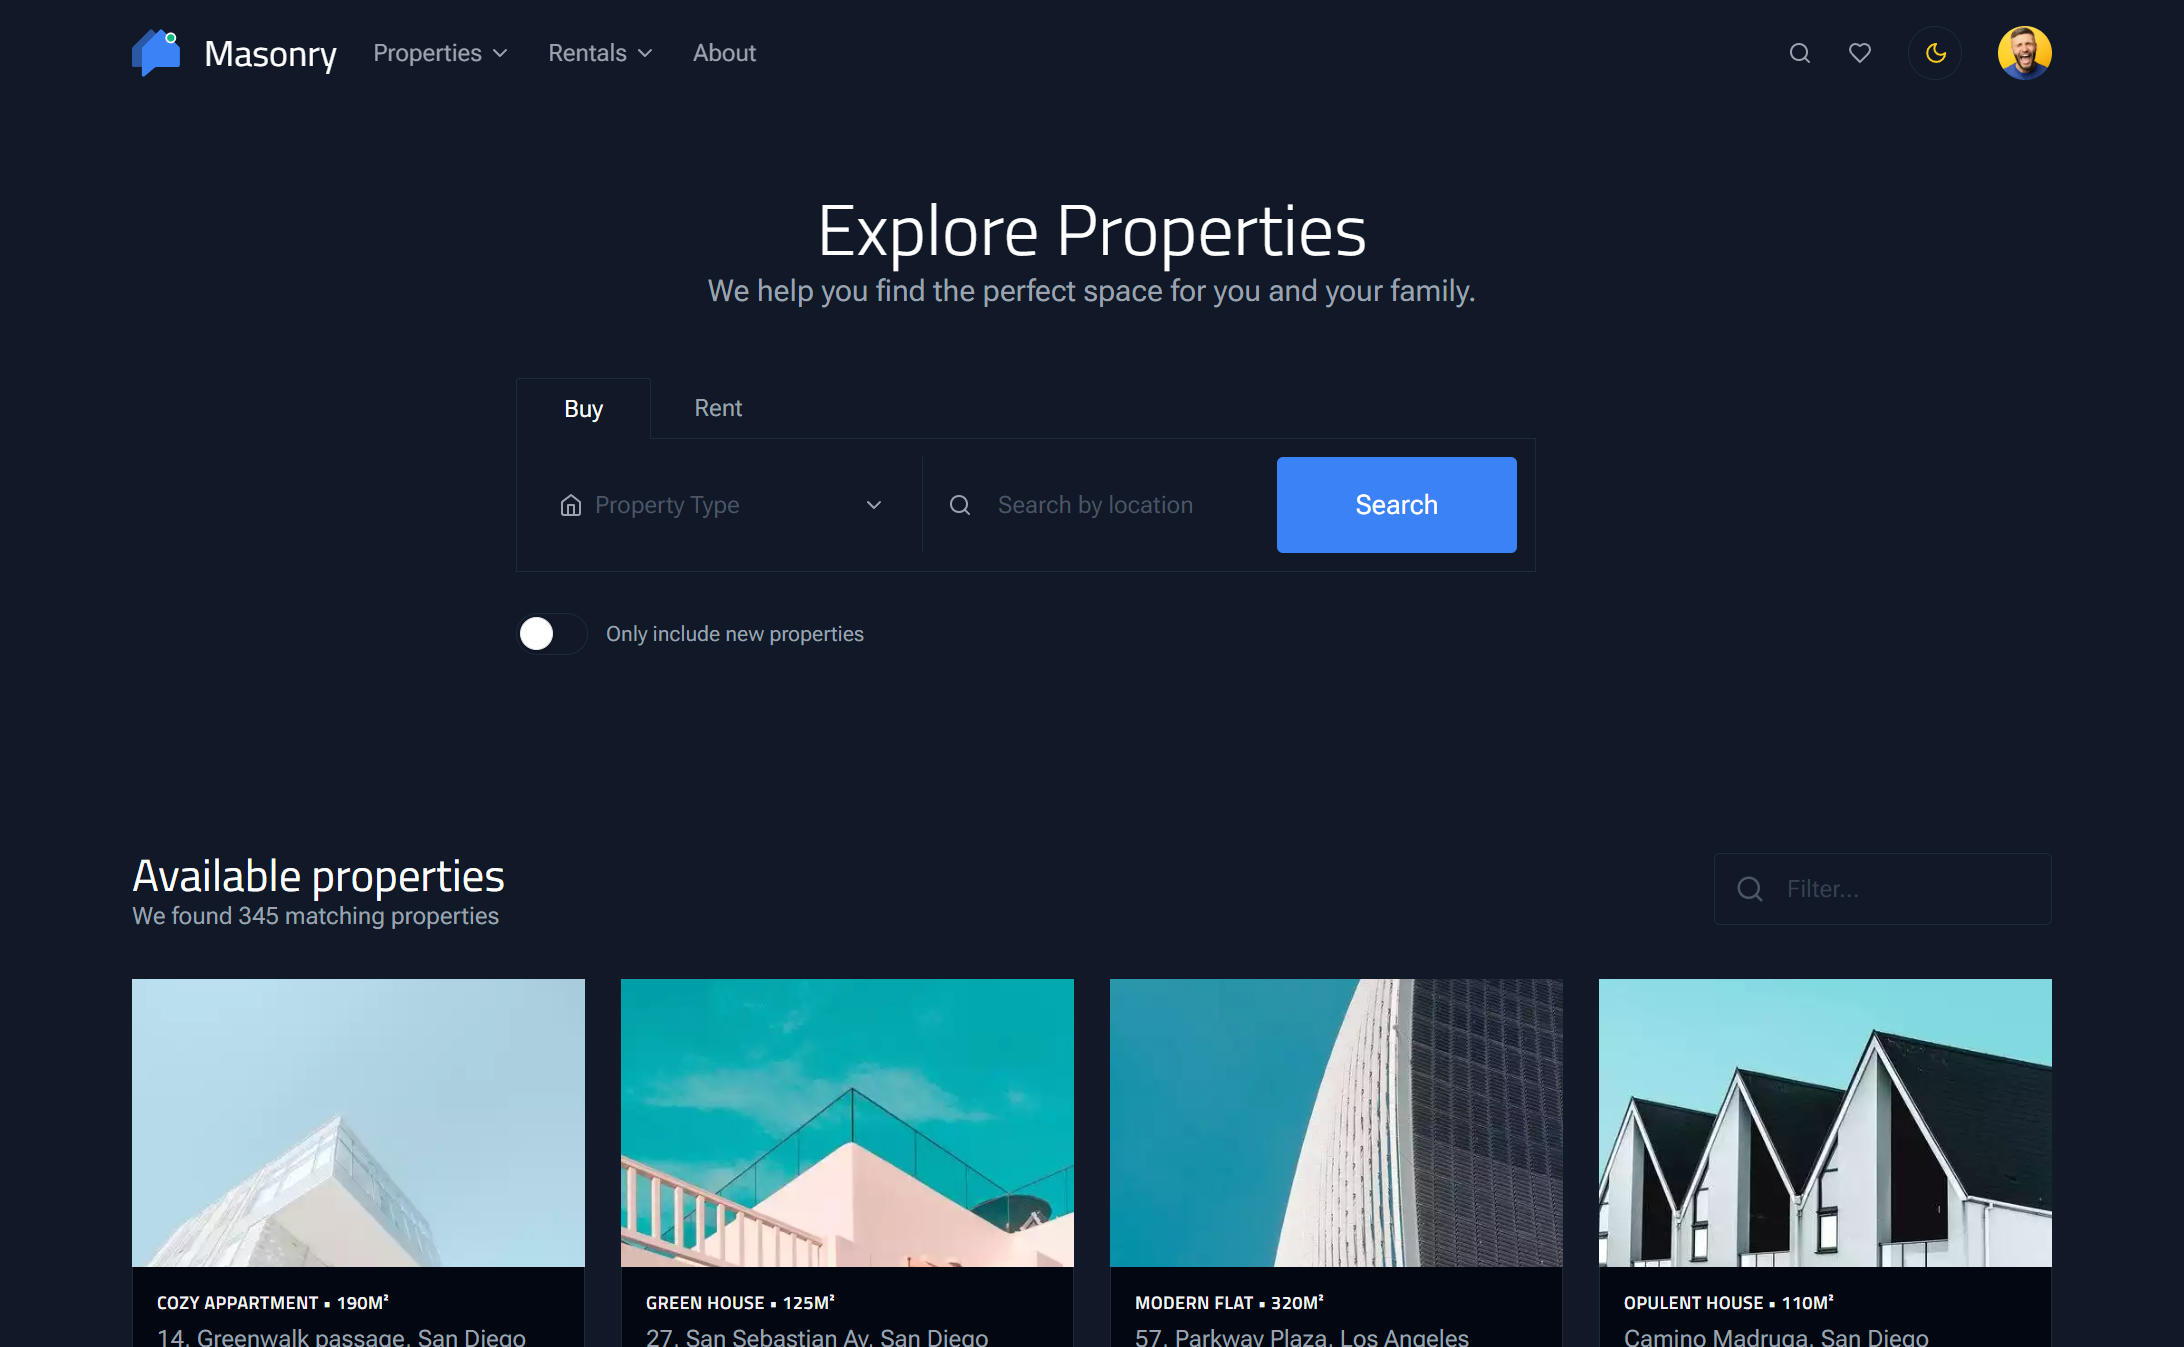 Masonry
Properties
Rentals
About
Explore Properties
We help you find the perfect space for you and your family.
Buy
Rent
Property Type
Search by location
Search
Only include new properties
Available properties
We found 345 matching properties
Filter...
COZY APPARTMENT ▪ 190M²
14, Greenwalk passage, San Diego
GREEN HOUSE ▪ 125M²
27, San Sebastian Av, San Diego
MODERN FLAT ▪ 320M²
57, Parkway Plaza, Los Angeles
OPULENT HOUSE ▪ 110M²
Camino Madruga, San Diego